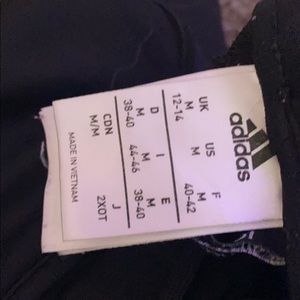 adidas
UK US F
M M M
12-14 40-42
D I E
M M M
38-40 44-46 38-40
CDN J
M/M 2XOT
MADE IN VIETNAM